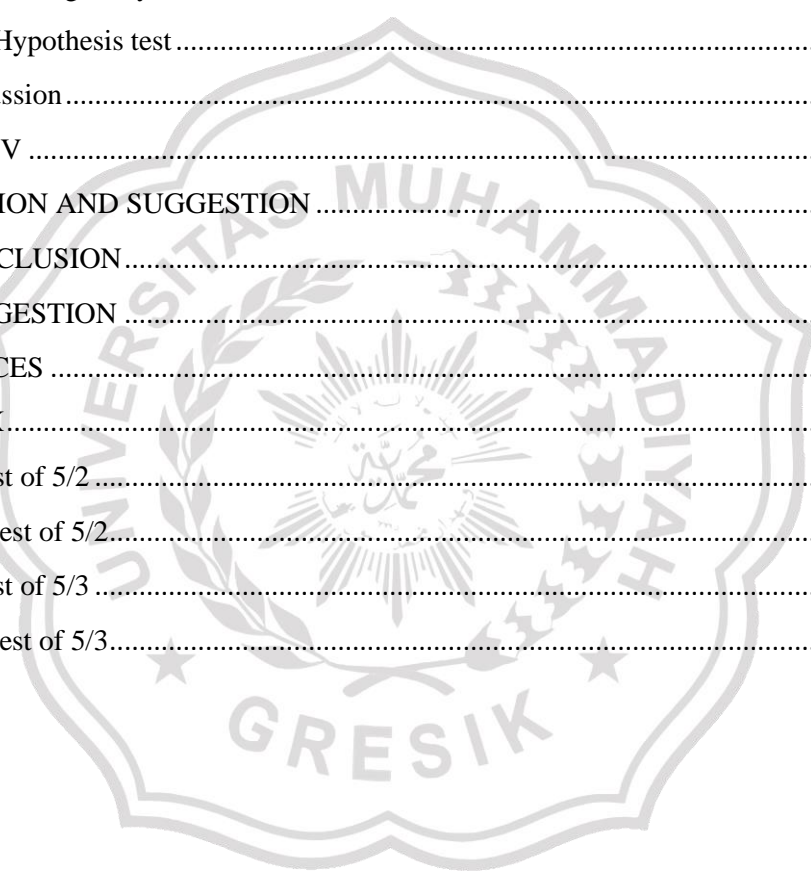 Hypothesis test
ssion
V
ION AND SUGGESTION
CLUSION
GESTION
CES
st of 5/2
est of 5/2
st of 5/3
est of 5/3
UNIVERSITAS MUHAMMADIYAH
GRESIK